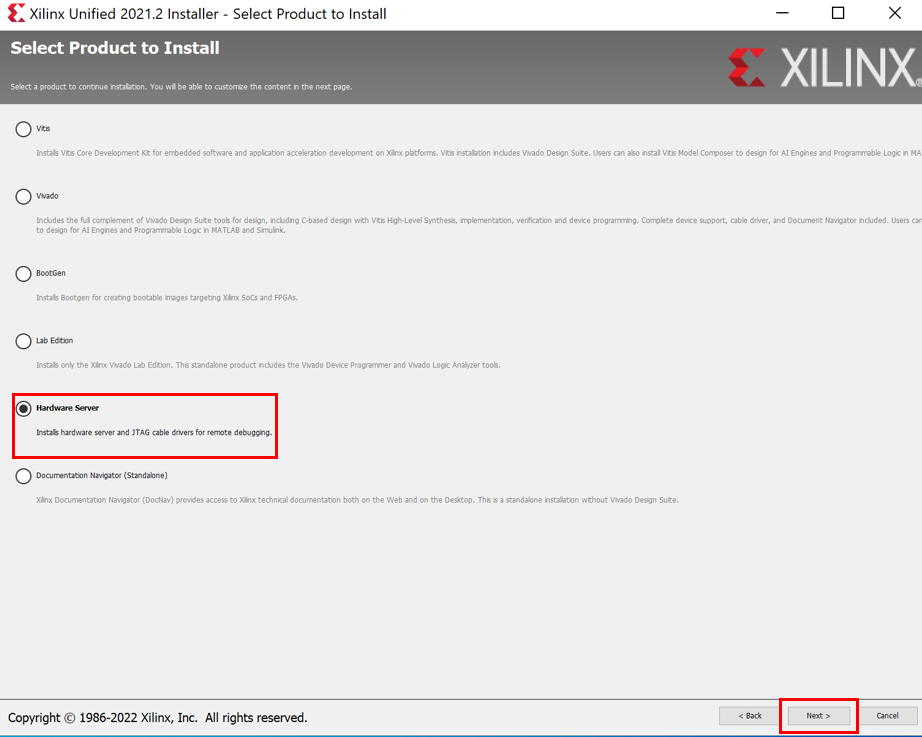 Xilinx Unified 2021.2 Installer - Select Product to Install
Select Product to Install
Select a product to continue installation. You will be able to customize the content in the next page.
XILINX
Vitis
Installs Vitis Core Development Kit for embedded software and application acceleration development on Xilinx platforms. Vitis installation includes Vivado Design Suite. Users can also install Vitis Model Composer to design for AI Engines and Programmable Logic in MA
Vivado
Includes the full complement of Vivado Design Suite tools for design, including C-based design with Vitis High-Level Synthesis, implementation, verification and device programming. Complete device support, cable driver, and Document Navigator included. Users can
to design for AI Engines and Programmable Logic in MATLAB and Simulink.
BootGen
Installs Bootgen for creating bootable images targeting Xilinx SoCs and FPGAs.
Lab Edition
Installs only the Xilinx Vivado Lab Edition. This standalone product includes the Vivado Device Programmer and Vivado Logic Analyzer tools.
Hardware Server
Installs hardware server and JTAG cable drivers for remote debugging.
Documentation Navigator (Standalone)
Xilinx Documentation Navigator (DocNav) provides access to Xilinx technical documentation both on the Web and on the Desktop. This is a standalone installation without Vivado Design Suite.
Copyright © 1986-2022 Xilinx, Inc. All rights reserved.
< Back
Next >
Cancel